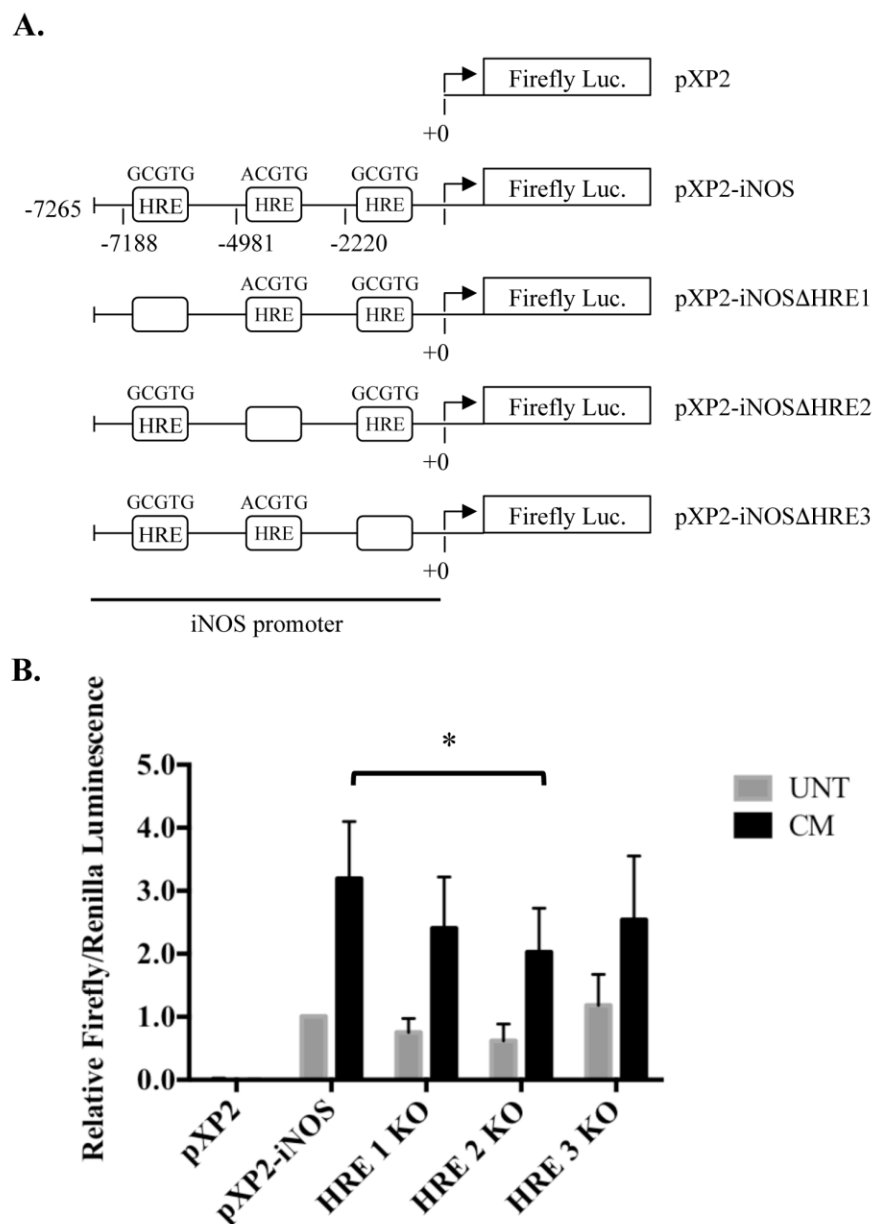 A.
Firefly Luc. pXP2
+0
GCGTG ACGTG GCGTG
-7265 HRE HRE HRE Firefly Luc. pXP2-iNOS
-7188 -4981 -2220
ACGTG GCGTG
HRE HRE Firefly Luc. pXP2-iNOSΔHRE1
+0
GCGTG GCGTG
HRE HRE Firefly Luc. pXP2-iNOSΔHRE2
+0
GCGTG ACGTG
HRE HRE Firefly Luc. pXP2-iNOSΔHRE3
+0
iNOS promoter
B.
Relative Firefly/Renilla Luminescence
5.0
4.0
3.0
2.0
1.0
0.0
*
UNT
CM
pXP2
pXP2-iNOS
HRE 1 KO
HRE 2 KO
HRE 3 KO